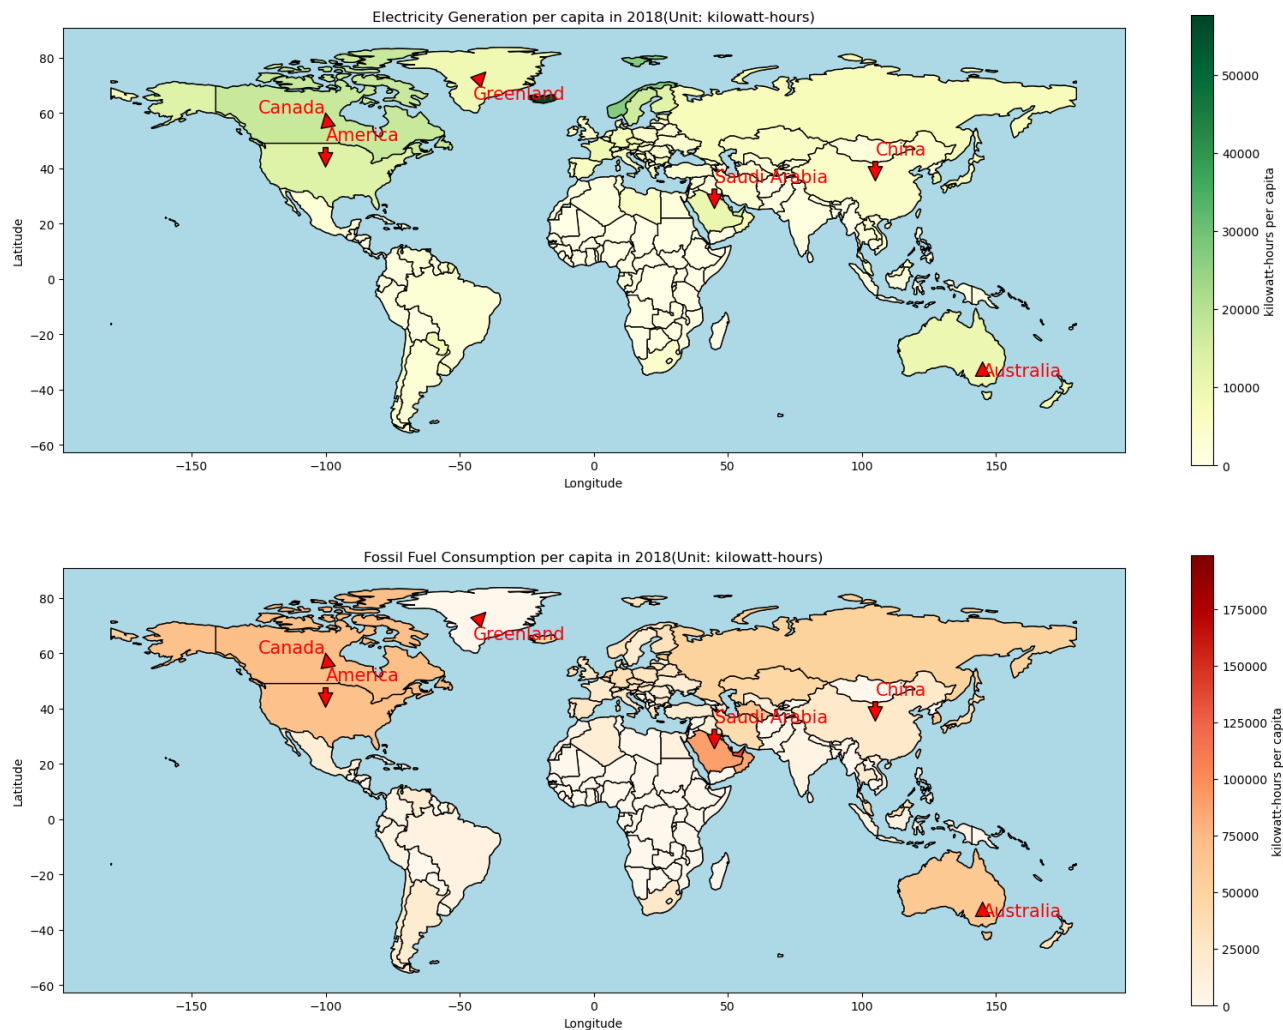 Electricity Generation per capita in 2018(Unit: kilowatt-hours)
80
60
40
20
0
−20
−40
−60
Latitude
Canada
America
Greenland
Saudi Arabia
China
Australia
−150
−100
−50
0
50
100
150
Longitude
50000
40000
30000
20000
10000
0
kilowatt-hours per capita
Fossil Fuel Consumption per capita in 2018(Unit: kilowatt-hours)
80
60
40
20
0
−20
−40
−60
Latitude
Canada
America
Greenland
Saudi Arabia
China
Australia
−150
−100
−50
0
50
100
150
Longitude
175000
150000
125000
100000
75000
50000
25000
0
kilowatt-hours per capita